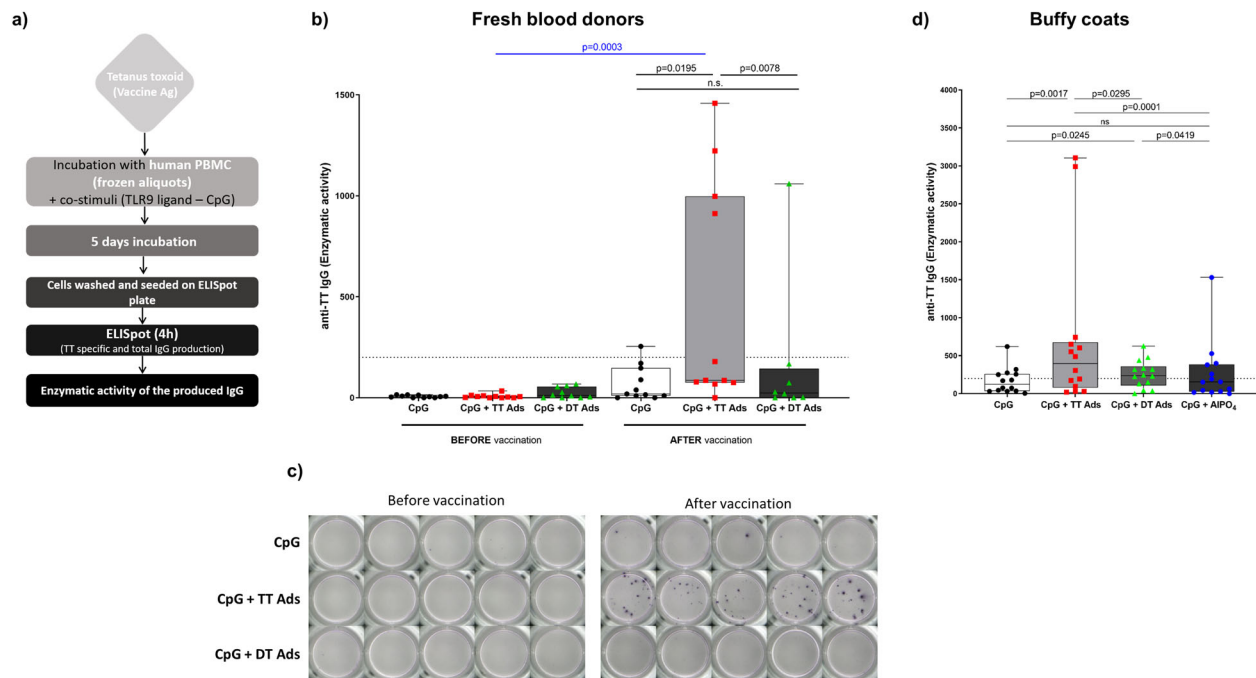 a)
Tetanus toxoid
(Vaccine Ag)
Incubation with human PBMC
(frozen aliquots)
+ co-stimuli (TLR9 ligand – CpG)
5 days incubation
Cells washed and seeded on ELISpot
plate
ELISpot (4h)
(TT specific and total IgG production)
Enzymatic activity of the produced IgG
b)
Fresh blood donors
p=0.0003
p=0.0195
p=0.0078
n.s.
anti-TT IgG (Enzymatic activity)
1500
1000
500
0
CpG
CpG + TT Ads
CpG + DT Ads
CpG
CpG + TT Ads
CpG + DT Ads
BEFORE vaccination
AFTER vaccination
c)
Before vaccination
After vaccination
CpG
CpG + TT Ads
CpG + DT Ads
d)
Buffy coats
p=0.0017
p=0.0295
p=0.0001
ns
p=0.0245
p=0.0419
anti-TT IgG (Enzymatic activity)
4000
3500
3000
2500
2000
1500
1000
500
0
CpG
CpG + TT Ads
CpG + DT Ads
CpG + AlPO₄